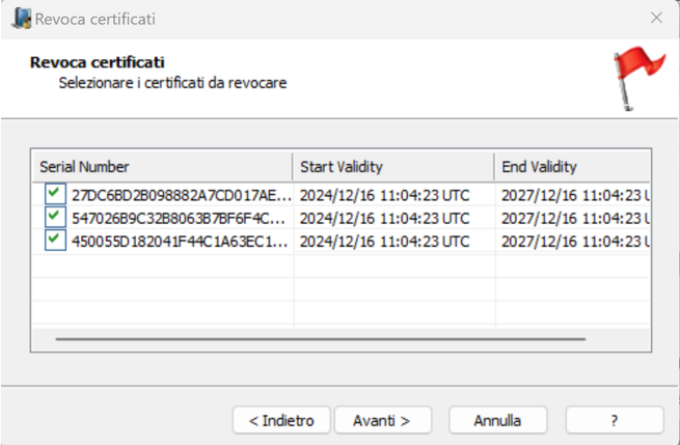 Revoca certificati
Revoca certificati
Selezionare i certificati da revocare
Serial Number Start Validity End Validity
27DC6BD2B098882A7CD017AE... 2024/12/16 11:04:23 UTC 2027/12/16 11:04:23 U
547026B9C32B8063B7BF6F4C... 2024/12/16 11:04:23 UTC 2027/12/16 11:04:23 U
450055D182041F44C1A63EC1... 2024/12/16 11:04:23 UTC 2027/12/16 11:04:23 U
< Indietro Avanti > Annulla ?